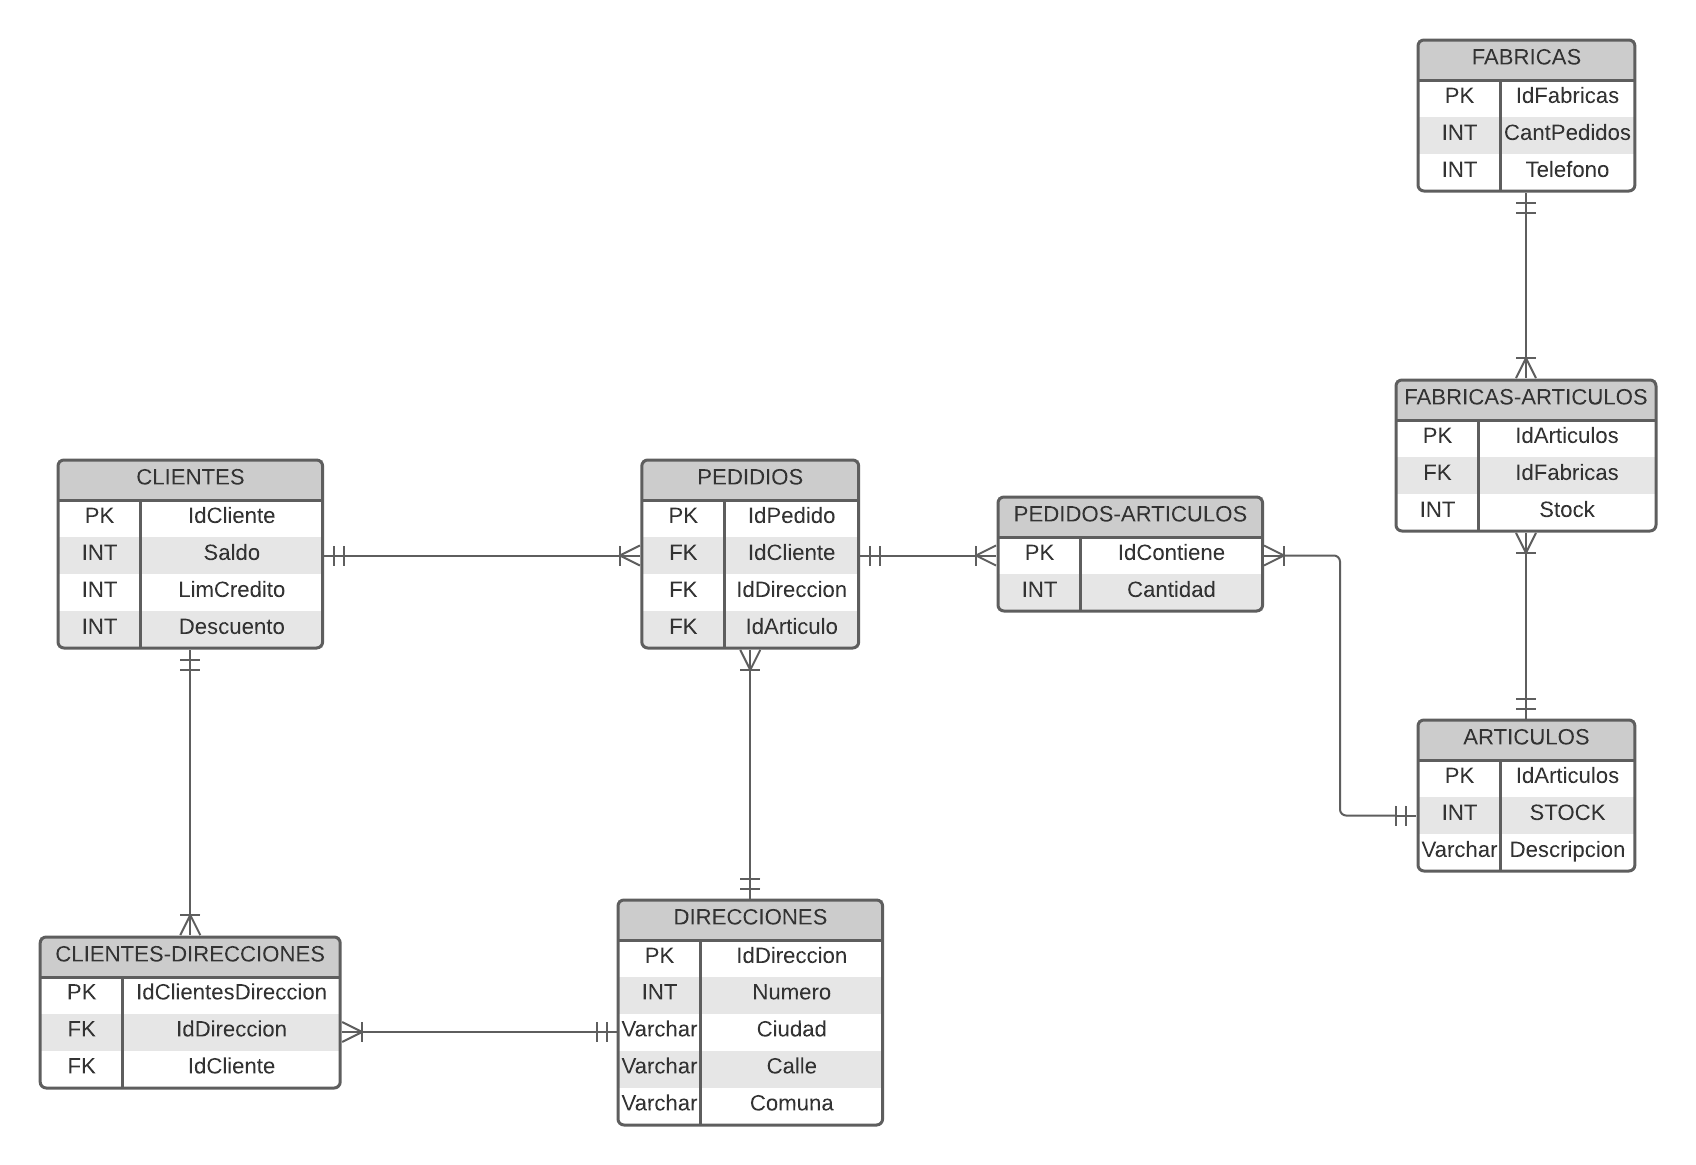 FABRICAS
PK IdFabricas
INT CantPedidos
INT Telefono
FABRICAS-ARTICULOS
PK IdArticulos
FK IdFabricas
INT Stock
CLIENTES
PK IdCliente
INT Saldo
INT LimCredito
INT Descuento
PEDIDIOS
PK IdPedido
FK IdCliente
FK IdDireccion
FK IdArticulo
PEDIDOS-ARTICULOS
PK IdContiene
INT Cantidad
ARTICULOS
PK IdArticulos
INT STOCK
Varchar Descripcion
CLIENTES-DIRECCIONES
PK IdClientesDireccion
FK IdDireccion
FK IdCliente
DIRECCIONES
PK IdDireccion
INT Numero
Varchar Ciudad
Varchar Calle
Varchar Comuna